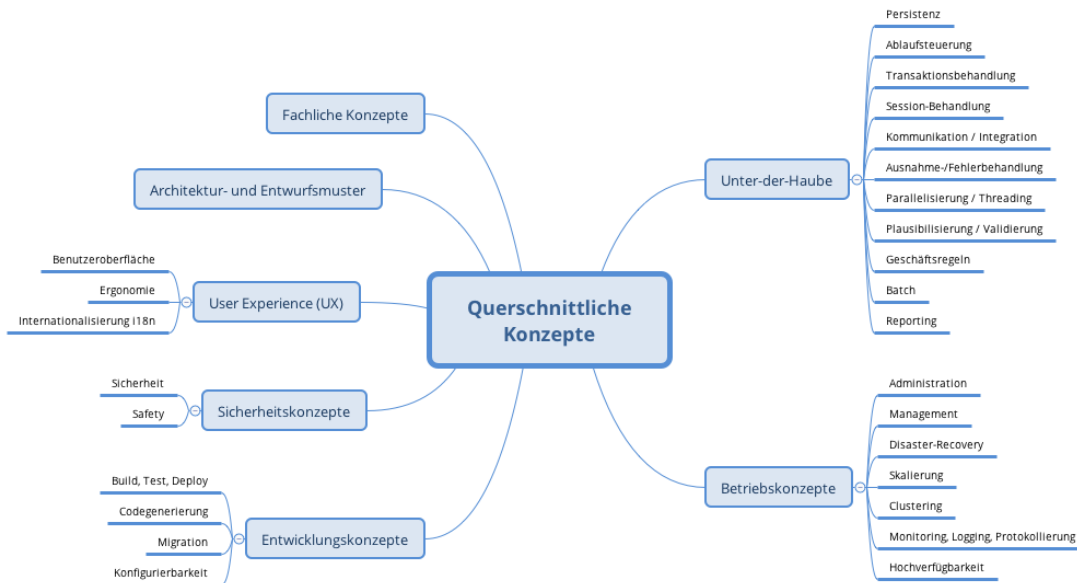 Querschnittliche
Konzepte
Fachliche Konzepte
Architektur- und Entwurfsmuster
User Experience (UX)
Benutzeroberfläche
Ergonomie
Internationalisierung i18n
Sicherheitskonzepte
Sicherheit
Safety
Entwicklungskonzepte
Build, Test, Deploy
Codegenerierung
Migration
Konfigurierbarkeit
Unter-der-Haube
Persistenz
Ablaufsteuerung
Transaktionsbehandlung
Session-Behandlung
Kommunikation / Integration
Ausnahme-/Fehlerbehandlung
Parallelisierung / Threading
Plausibilisierung / Validierung
Geschäftsregeln
Batch
Reporting
Betriebskonzepte
Administration
Management
Disaster-Recovery
Skalierung
Clustering
Monitoring, Logging, Protokollierung
Hochverfügbarkeit